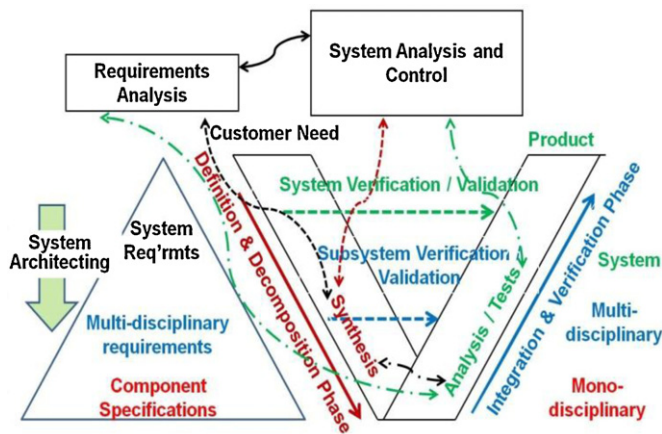 Requirements
Analysis
System Analysis and
Control
Customer Need
Product
System Verification / Validation
Definition & Decomposition Phase
System
Architecting
System
Req'rmts
Subsystem Verification /
Validation
Integration & Verification Phase
System
Multi-disciplinary
requirements
Synthesis
Analysis / Tests
Multi-
disciplinary
Component
Specifications
Mono-
disciplinary